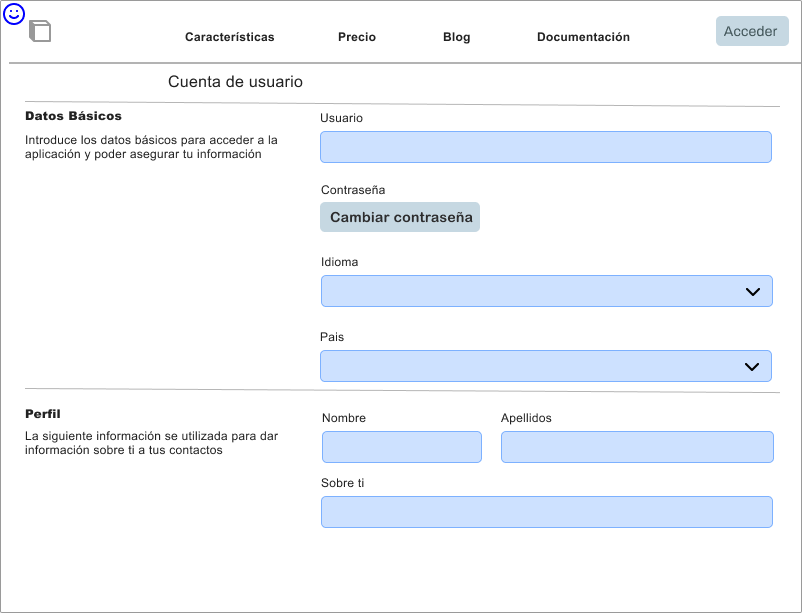 Características
Precio
Blog
Documentación
Acceder
Cuenta de usuario
Datos Básicos
Introduce los datos básicos para acceder a la
aplicación y poder asegurar tu información
Usuario
Contraseña
Cambiar contraseña
Idioma
Pais
Perfil
La siguiente información se utilizada para dar
información sobre ti a tus contactos
Nombre
Apellidos
Sobre ti